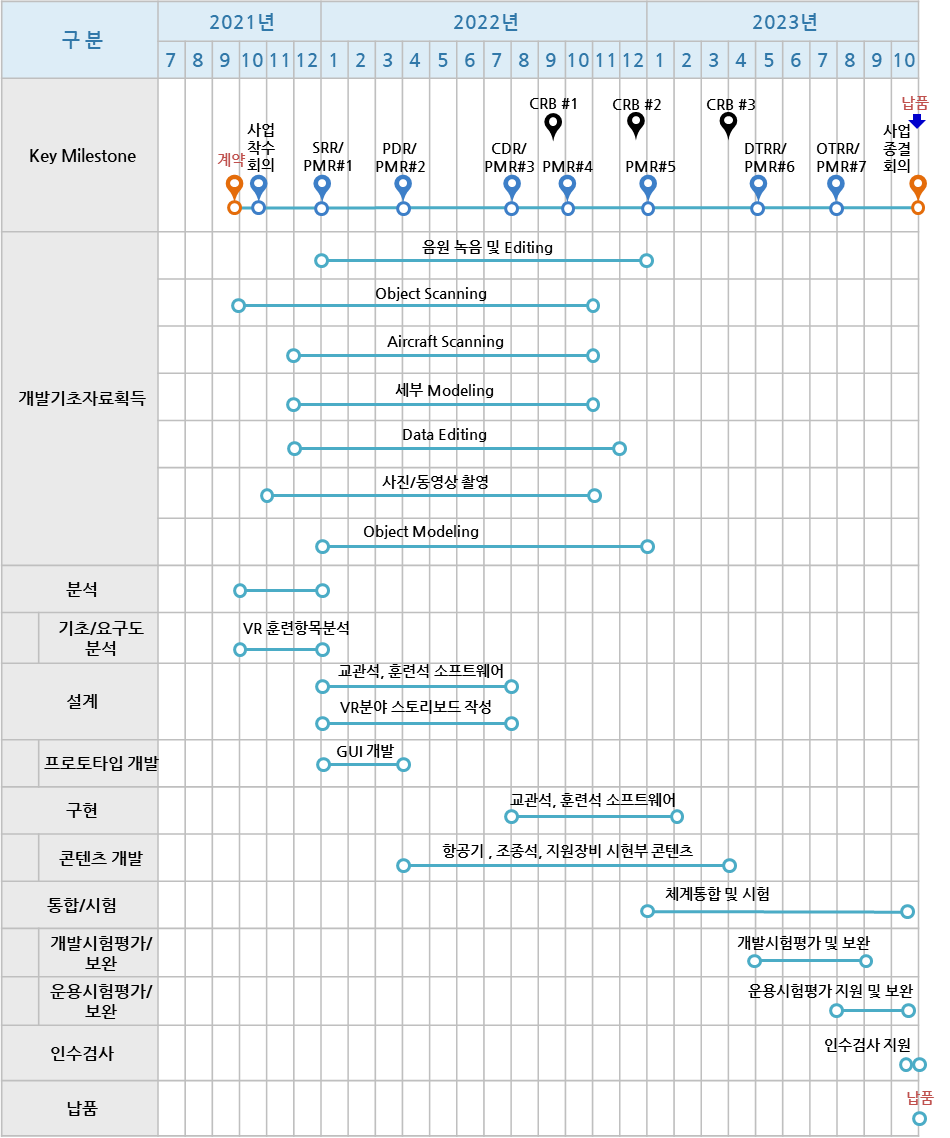 구 분
2021년 2022년 2023년
7 8 9 10 11 12 1 2 3 4 5 6 7 8 9 10 11 12 1 2 3 4 5 6 7 8 9 10
Key Milestone
계약
사업
착수
회의
SRR/
PMR#1
PDR/
PMR#2
CDR/
PMR#3
CRB #1
PMR#4
CRB #2
PMR#5
CRB #3
DTRR/
PMR#6
OTRR/
PMR#7
납품
사업
종결
회의
개발기초자료획득
음원 녹음 및 Editing
Object Scanning
Aircraft Scanning
세부 Modeling
Data Editing
사진/동영상 촬영
Object Modeling
분석
기초/요구도
분석
VR 훈련항목분석
설계
교관석, 훈련석 소프트웨어
VR분야 스토리보드 작성
프로토타입 개발
GUI 개발
구현
교관석, 훈련석 소프트웨어
콘텐츠 개발
항공기 , 조종석, 지원장비 시현부 콘텐츠
통합/시험
체계통합 및 시험
개발시험평가/
보완
개발시험평가 및 보완
운용시험평가/
보완
운용시험평가 지원 및 보완
인수검사
인수검사 지원
납품
납품